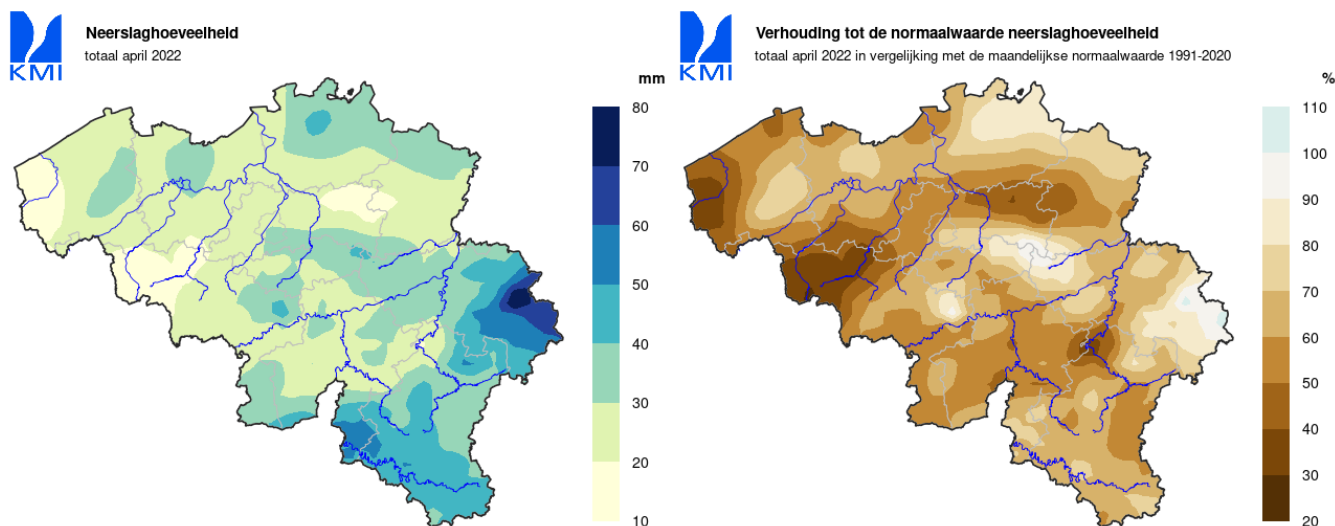 KMI
Neerslaghoeveelheid
totaal april 2022
mm
80
70
60
50
40
30
20
10
KMI
Verhouding tot de normaalwaarde neerslaghoeveelheid
totaal april 2022 in vergelijking met de maandelijkse normaalwaarde 1991-2020
%
110
100
90
80
70
60
50
40
30
20